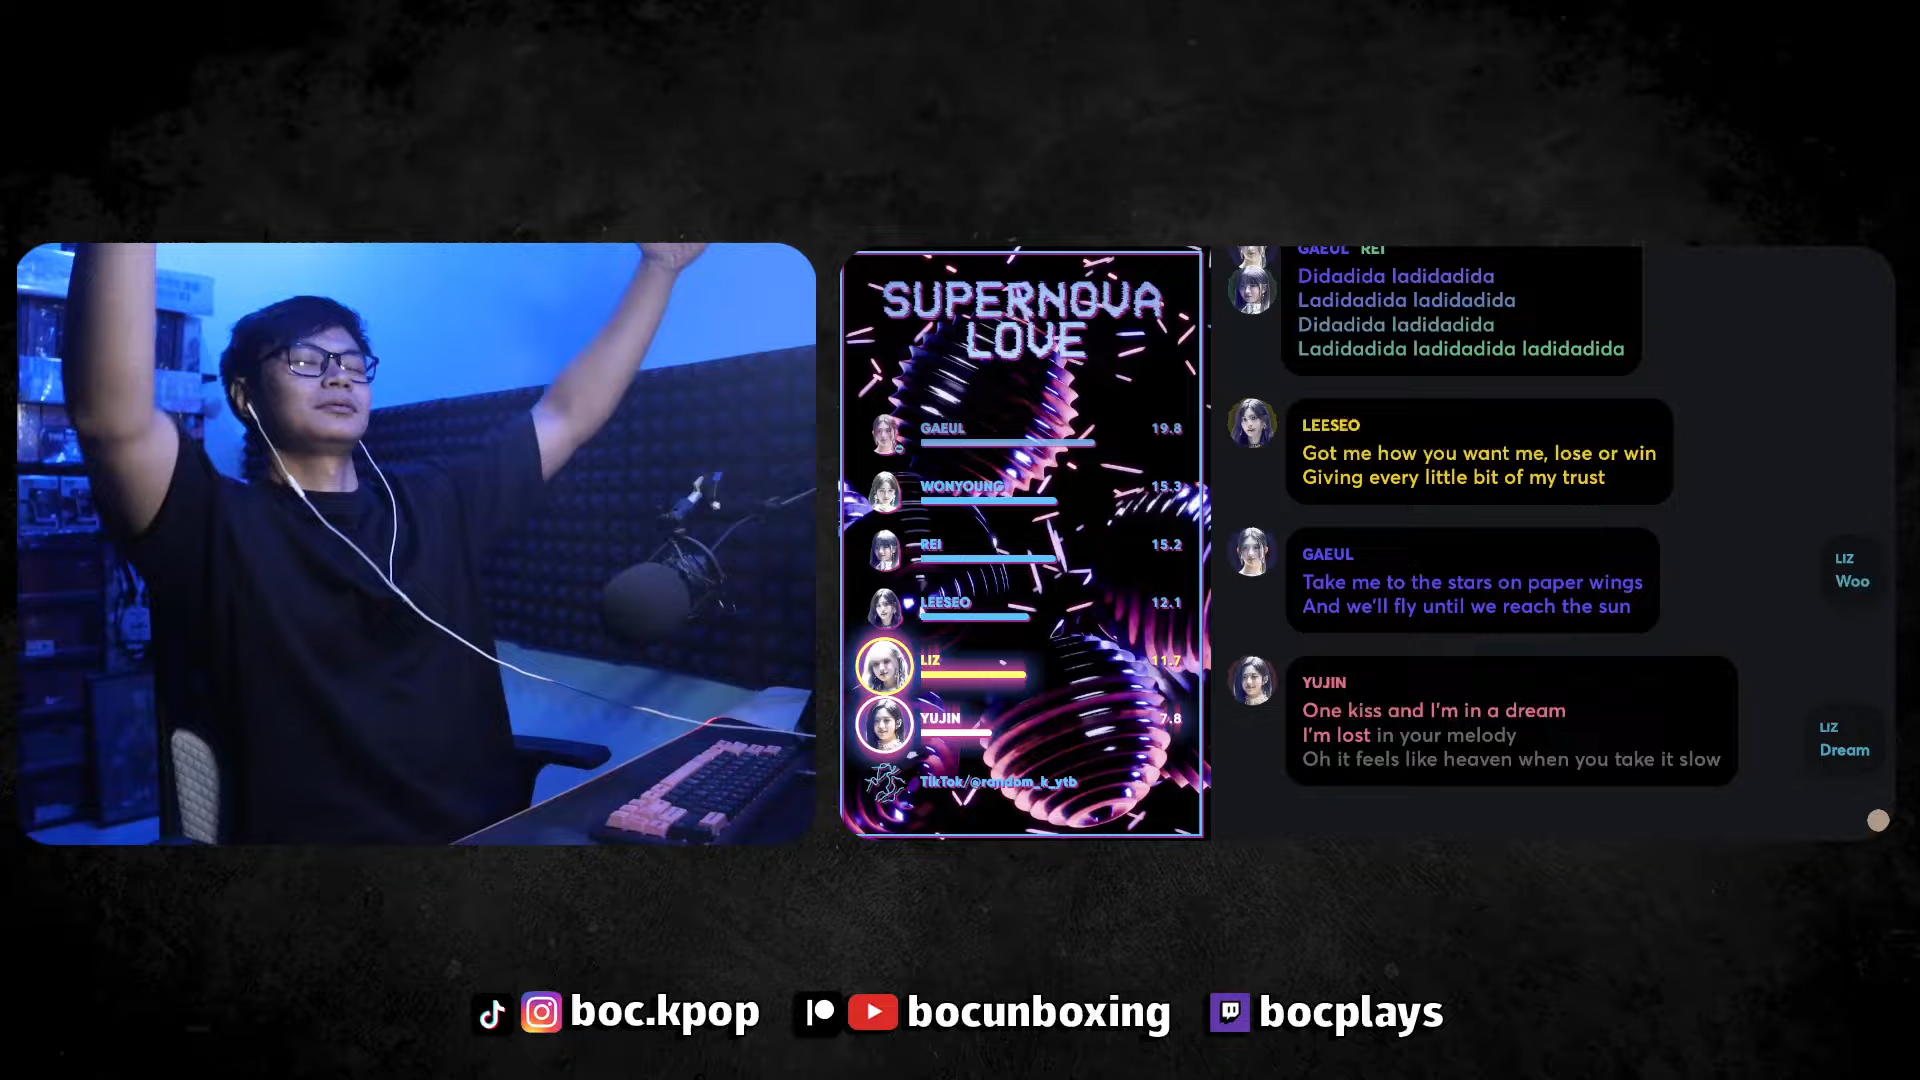 SUPERNOVA
LOVE
GAEUL 19.8
WONYOUNG 15.3
REI 15.2
LEESEO 12.1
LIZ 11.7
YUJIN 7.8
TikTok/@random_k_ytb
GAEUL REI
Didadida ladidadida
Ladidadida ladidadida
Didadida ladidadida
Ladidadida ladidadida ladidadida
LEESEO
Got me how you want me, lose or win
Giving every little bit of my trust
GAEUL
Take me to the stars on paper wings
And we'll fly until we reach the sun
LIZ
Woo
YUJIN
One kiss and I'm in a dream
I'm lost in your melody
Oh it feels like heaven when you take it slow
LIZ
Dream
boc.kpop bocunboxing bocplays